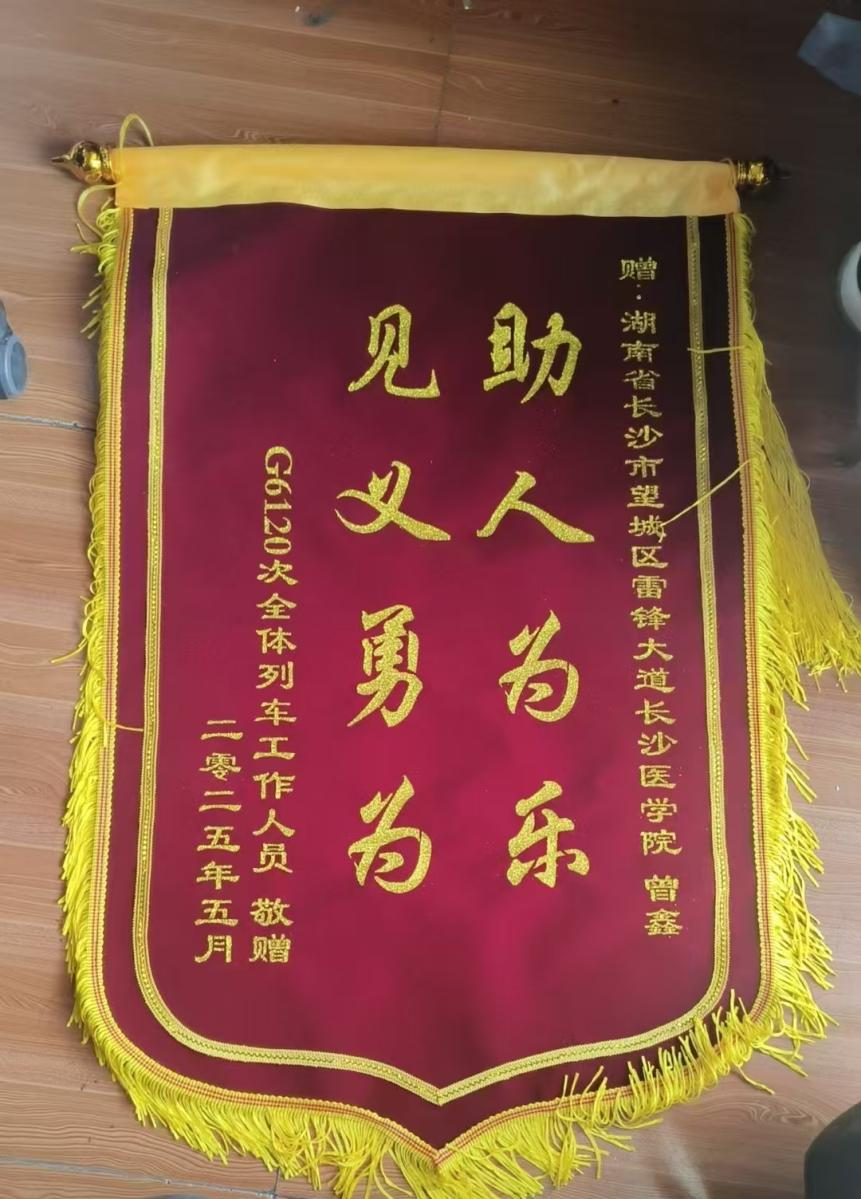 赠：湖南省长沙市望城区雷锋大道长沙医学院 曾鑫
助人为乐
见义勇为
G6120次全体列车工作人员 敬赠
二零二五年五月